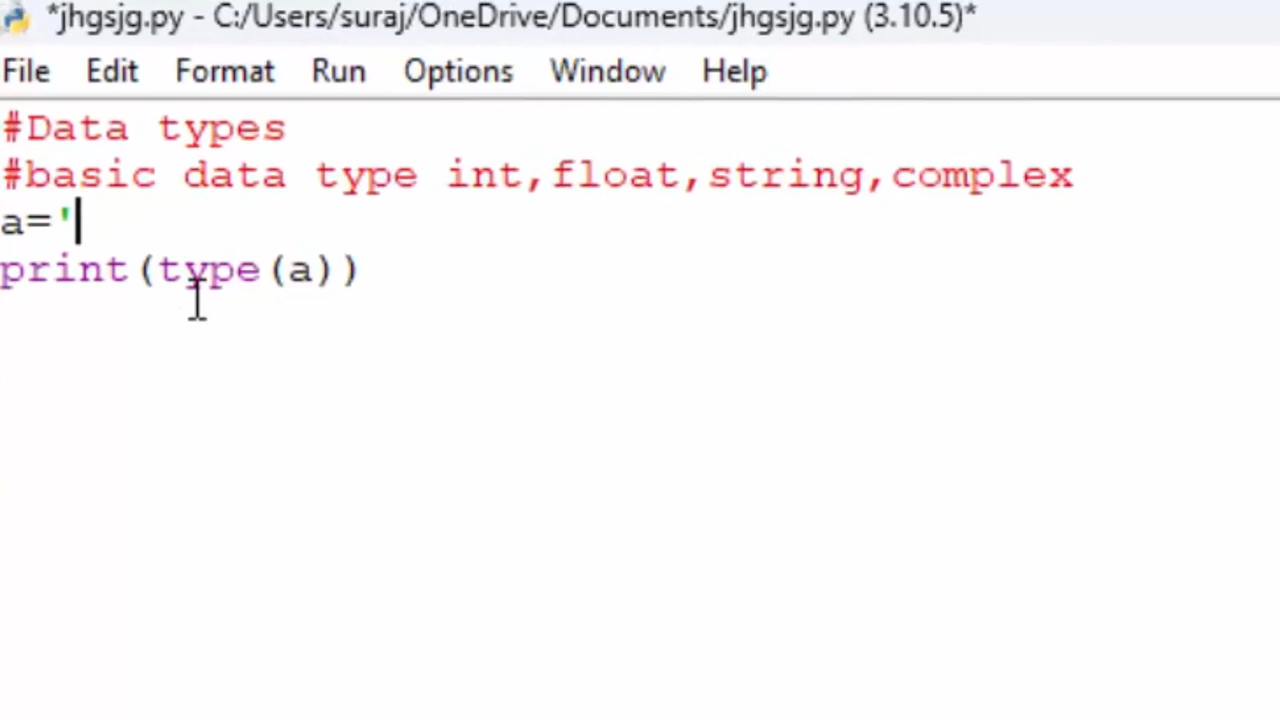 *jhgsjg.py - C:/Users/suraj/OneDrive/Documents/jhgsjg.py (3.10.5)*
File Edit Format Run Options Window Help
#Data types
#basic data type int,float,string,complex
a='
print(type(a))